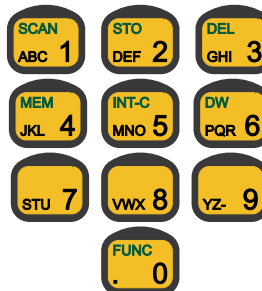 SCAN STO DEL
ABC 1 DEF 2 GHI 3
MEM INT-C DW
JKL 4 MNO 5 PQR 6
STU 7 VWX 8 YZ- 9
FUNC
. 0